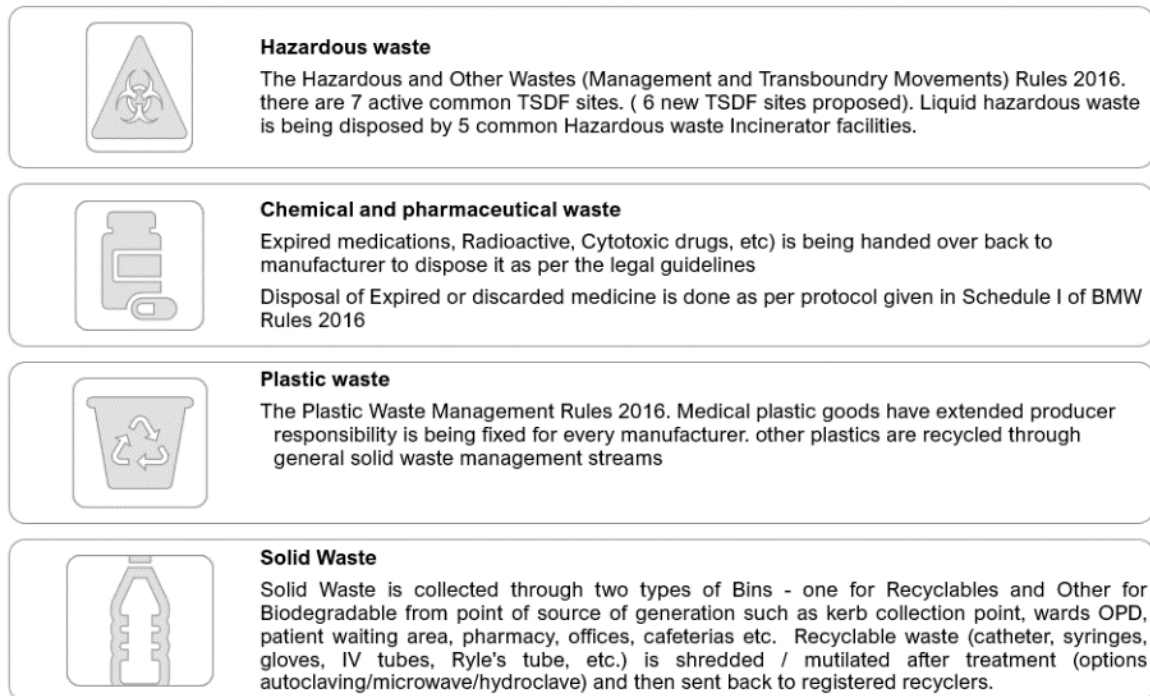 Hazardous waste
The Hazardous and Other Wastes (Management and Transboundry Movements) Rules 2016.
there are 7 active common TSDF sites. ( 6 new TSDF sites proposed). Liquid hazardous waste
is being disposed by 5 common Hazardous waste Incinerator facilities.
Chemical and pharmaceutical waste
Expired medications, Radioactive, Cytotoxic drugs, etc) is being handed over back to
manufacturer to dispose it as per the legal guidelines
Disposal of Expired or discarded medicine is done as per protocol given in Schedule I of BMW
Rules 2016
Plastic waste
The Plastic Waste Management Rules 2016. Medical plastic goods have extended producer
responsibility is being fixed for every manufacturer. other plastics are recycled through
general solid waste management streams
Solid Waste
Solid Waste is collected through two types of Bins - one for Recyclables and Other for
Biodegradable from point of source of generation such as kerb collection point, wards OPD,
patient waiting area, pharmacy, offices, cafeterias etc. Recyclable waste (catheter, syringes,
gloves, IV tubes, Ryle's tube, etc.) is shredded / mutilated after treatment (options
autoclaving/microwave/hydroclave) and then sent back to registered recyclers.